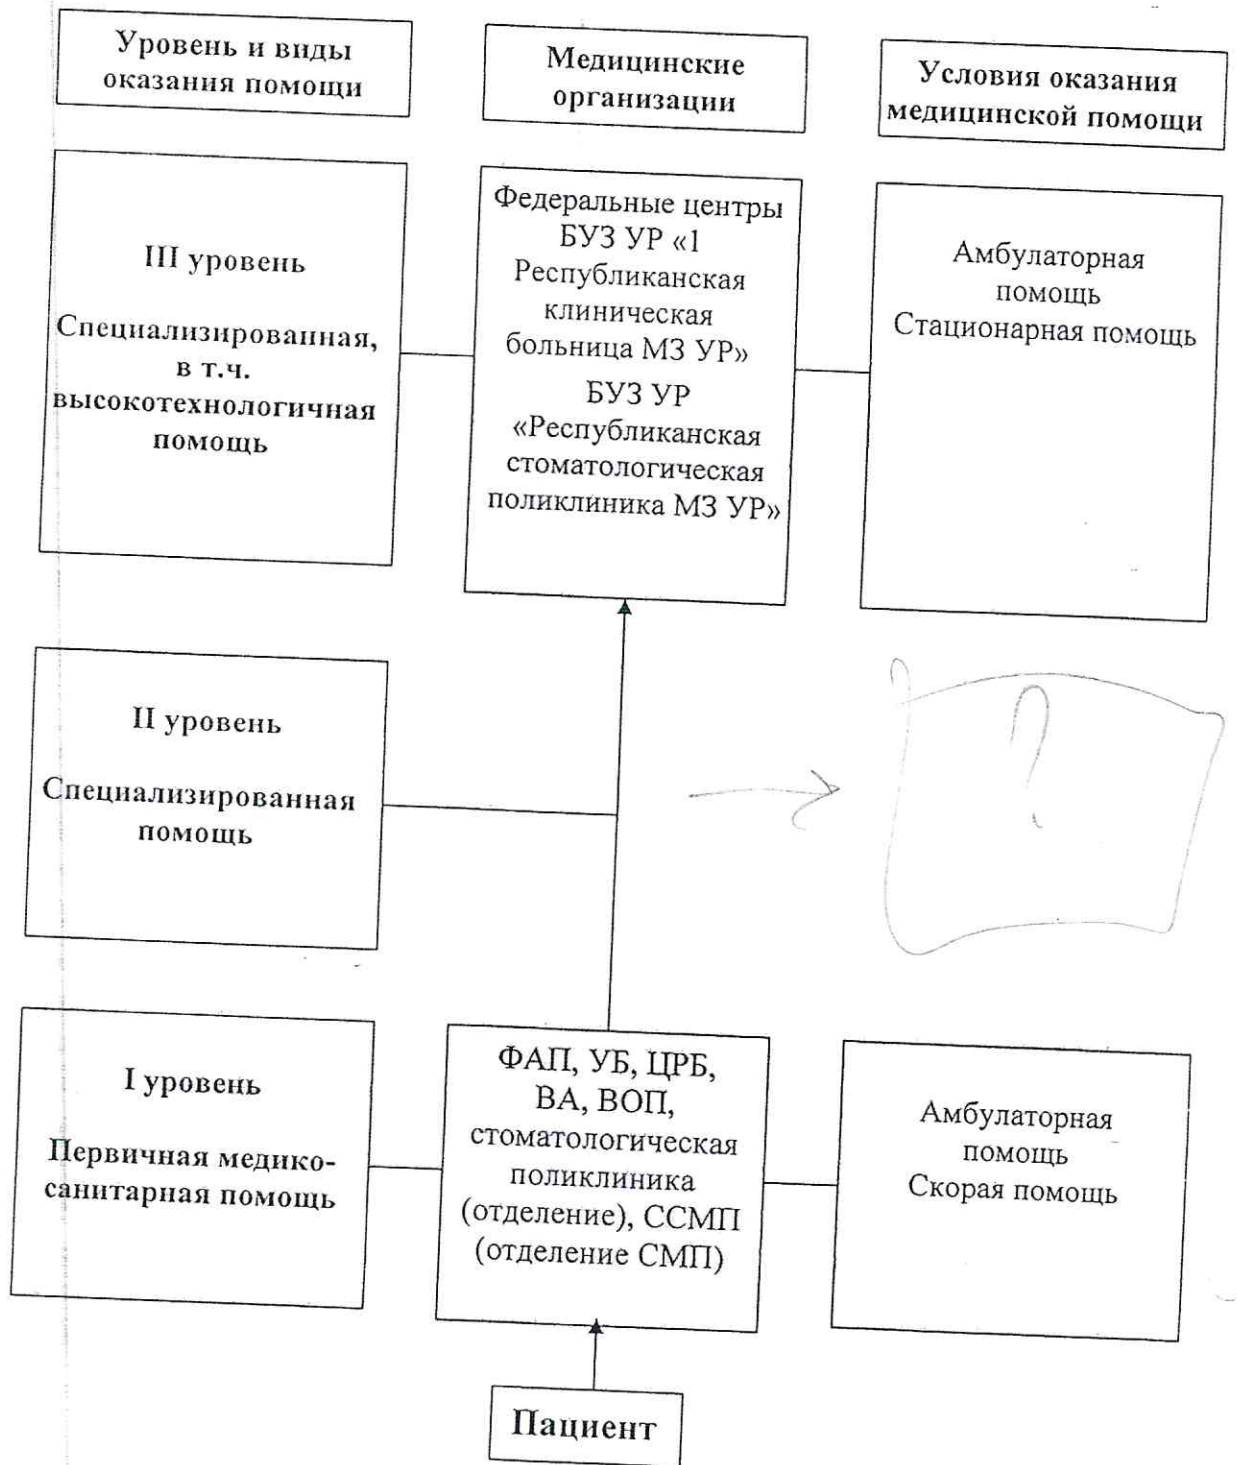 Уровень и виды
оказания помощи
Медицинские
организации
Условия оказания
медицинской помощи
III уровень
Специализированная,
в т.ч.
высокотехнологичная
помощь
Федеральные центры
БУЗ УР «1
Республиканская
клиническая
больница МЗ УР»
БУЗ УР
«Республиканская
стоматологическая
поликлиника МЗ УР»
Амбулаторная
помощь
Стационарная помощь
II уровень
Специализированная
помощь
?
I уровень
Первичная медико-
санитарная помощь
ФАП, УБ, ЦРБ,
ВА, ВОП,
стоматологическая
поликлиника
(отделение), ССМП
(отделение СМП)
Амбулаторная
помощь
Скорая помощь
Пациент